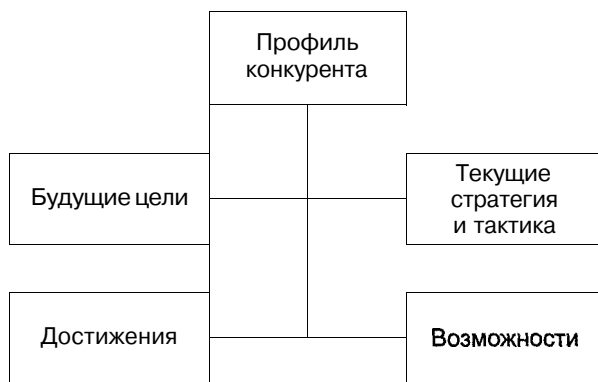 Профиль
конкурента
Будущие цели
Текущие
стратегия
и тактика
Достижения
Возможности